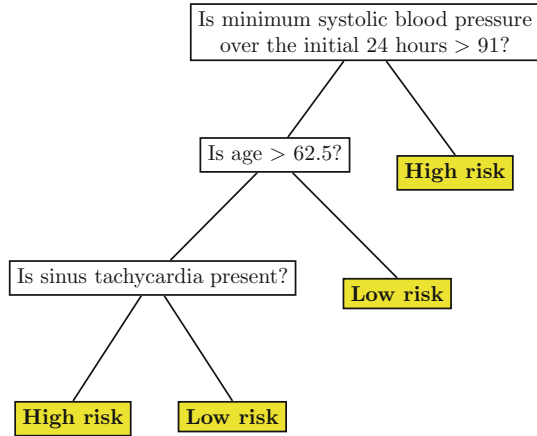 Is minimum systolic blood pressure
over the initial 24 hours > 91?
Is age > 62.5?
High risk
Is sinus tachycardia present?
Low risk
High risk
Low risk